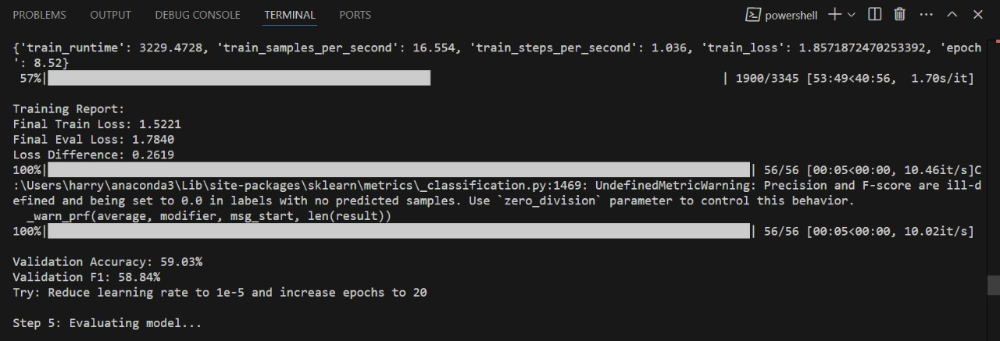 PROBLEMS OUTPUT DEBUG CONSOLE TERMINAL PORTS powershell
{'train_runtime': 3229.4728, 'train_samples_per_second': 16.554, 'train_steps_per_second': 1.036, 'train_loss': 1.8571872470253392, 'epoch
': 8.52}
57%| | 1900/3345 [53:49<40:56, 1.70s/it]
Training Report:
Final Train Loss: 1.5221
Final Eval Loss: 1.7840
Loss Difference: 0.2619
100%| | 56/56 [00:05<00:00, 10.46it/s]C
:\Users\harry\anaconda3\Lib\site-packages\sklearn\metrics\_classification.py:1469: UndefinedMetricWarning: Precision and F-score are ill-d
efined and being set to 0.0 in labels with no predicted samples. Use `zero_division` parameter to control this behavior.
_warn_prf(average, modifier, msg_start, len(result))
100%| | 56/56 [00:05<00:00, 10.02it/s]
Validation Accuracy: 59.03%
Validation F1: 58.84%
Try: Reduce learning rate to 1e-5 and increase epochs to 20
Step 5: Evaluating model...